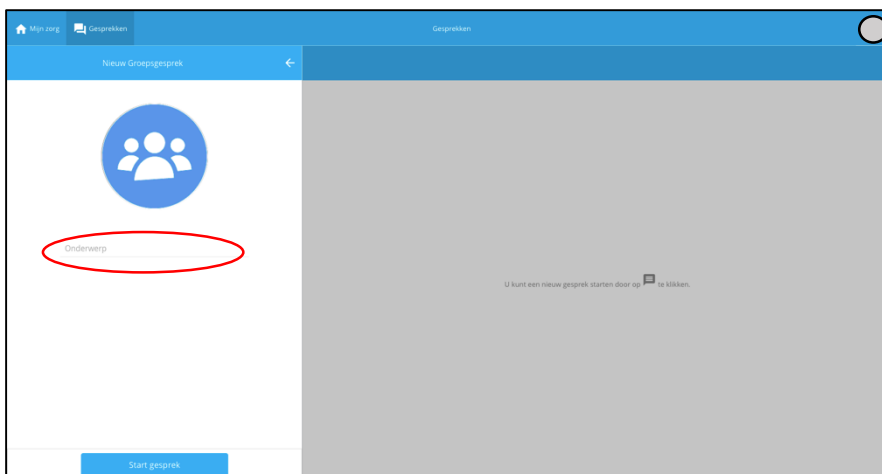 Mijn zorg Gesprekken Gesprekken
Nieuw Groepsgesprek
Onderwerp
U kunt een nieuw gesprek starten door op te klikken.
Start gesprek